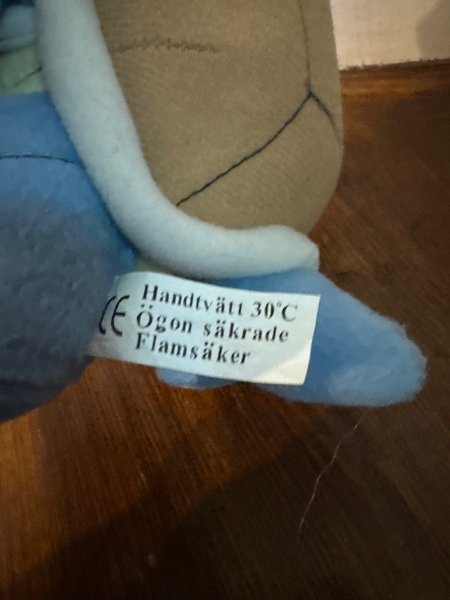 CE
Handtvätt 30°C
Ögon säkrade
Flamsäker